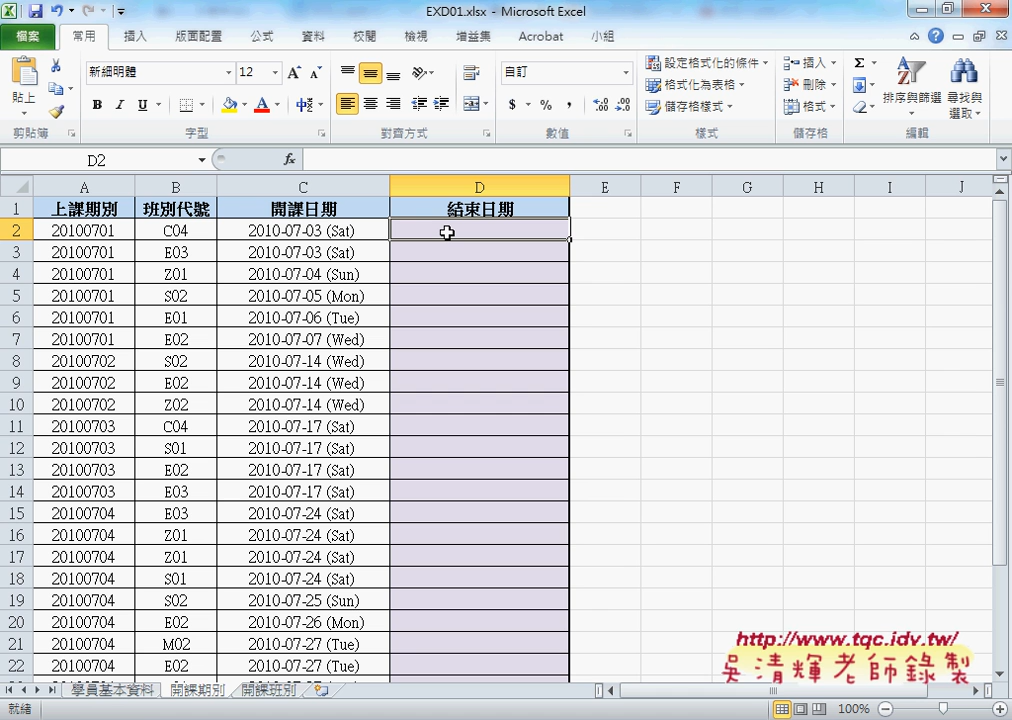 EXD01.xlsx - Microsoft Excel
檔案 常用 插入 版面配置 公式 資料 校閱 檢視 增益集 Acrobat 小組
貼上 新細明體 12 自訂 設定格式化的條件 插入 Σ
B I U 中 $ % , 格式化為表格 刪除 排序與篩選 尋找與選取
儲存格樣式 格式
剪貼簿 字型 對齊方式 數值 樣式 儲存格 編輯
D2 fx
A B C D E F G H I J
1 上課期別 班別代號 開課日期 結束日期
2 20100701 C04 2010-07-03 (Sat)
3 20100701 E03 2010-07-03 (Sat)
4 20100701 Z01 2010-07-04 (Sun)
5 20100701 S02 2010-07-05 (Mon)
6 20100701 E01 2010-07-06 (Tue)
7 20100701 E02 2010-07-07 (Wed)
8 20100702 S02 2010-07-14 (Wed)
9 20100702 E02 2010-07-14 (Wed)
10 20100702 Z02 2010-07-14 (Wed)
11 20100703 C04 2010-07-17 (Sat)
12 20100703 S01 2010-07-17 (Sat)
13 20100703 E02 2010-07-17 (Sat)
14 20100703 E03 2010-07-17 (Sat)
15 20100704 E03 2010-07-24 (Sat)
16 20100704 Z01 2010-07-24 (Sat)
17 20100704 Z01 2010-07-24 (Sat)
18 20100704 S01 2010-07-24 (Sat)
19 20100704 S02 2010-07-25 (Sun)
20 20100704 E02 2010-07-26 (Mon)
21 20100704 M02 2010-07-27 (Tue)
22 20100704 E02 2010-07-27 (Tue)
http://www.tqc.idv.tw/
吳清輝老師錄製
學員基本資料 開課期別 開課班別
就緒 100%